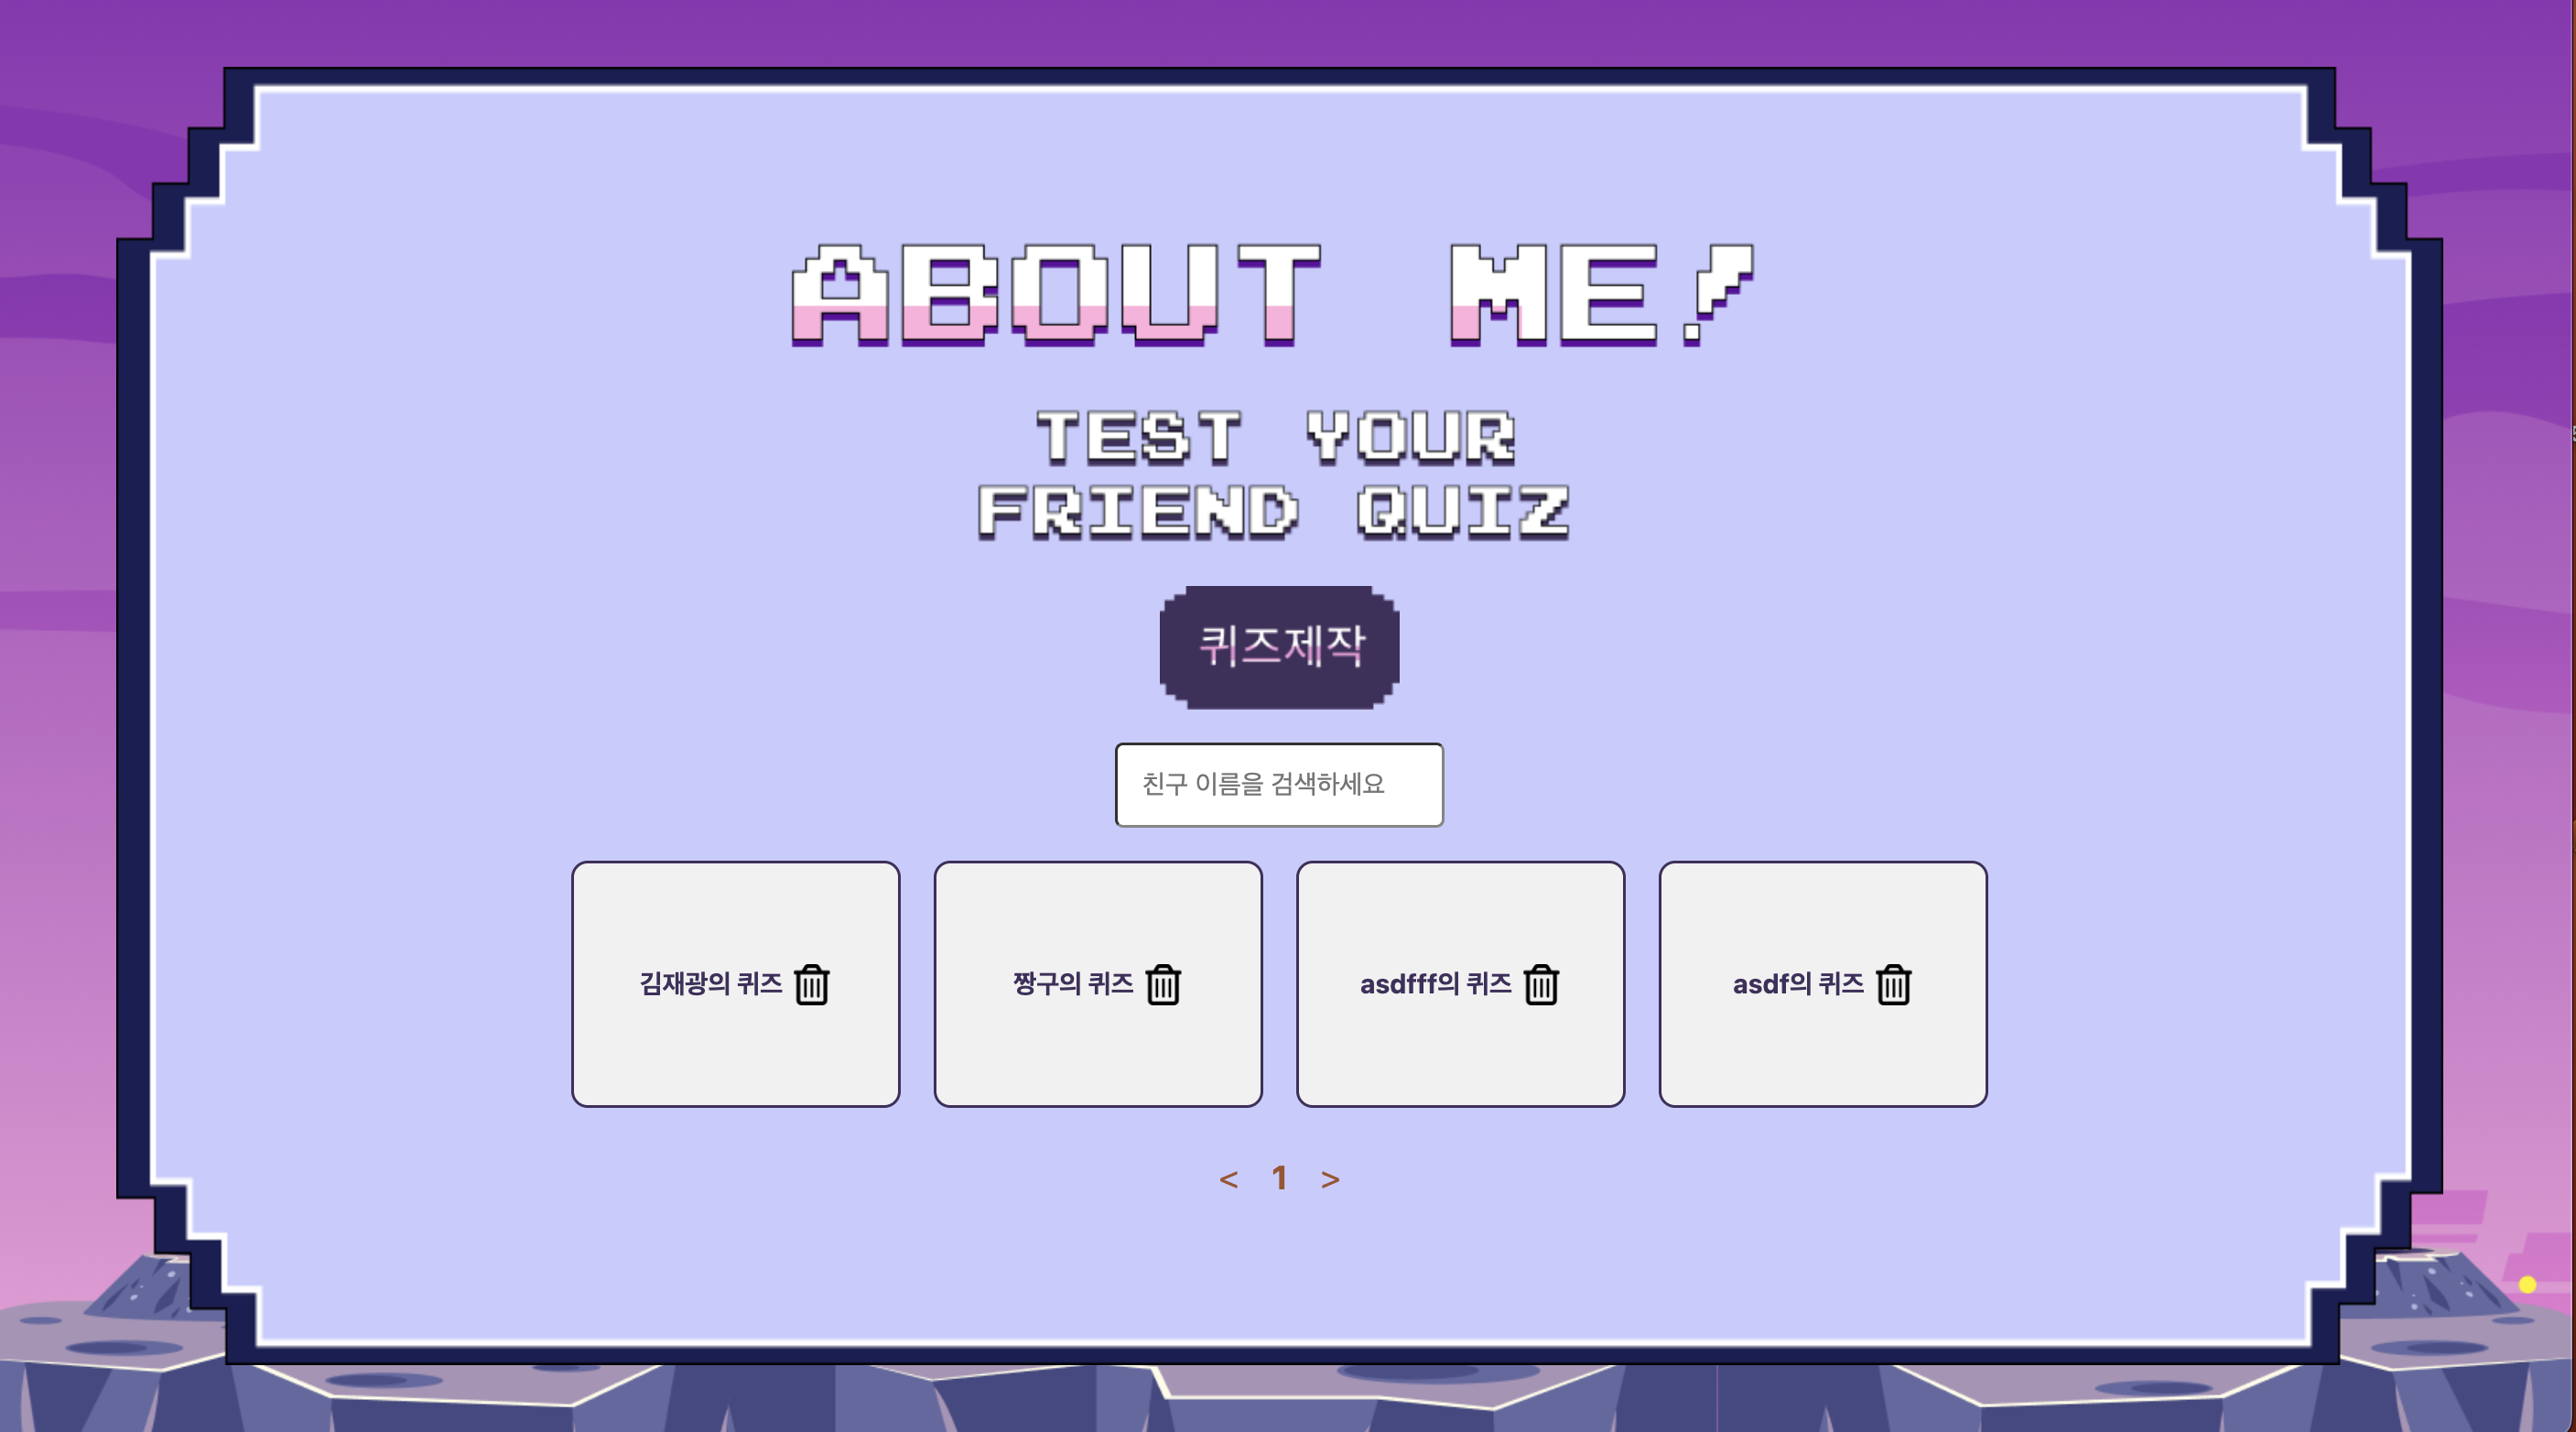 ABOUT ME!
TEST YOUR
FRIEND QUIZ
퀴즈제작
친구 이름을 검색하세요
김재광의 퀴즈
짱구의 퀴즈
asdfff의 퀴즈
asdf의 퀴즈
< 1 >